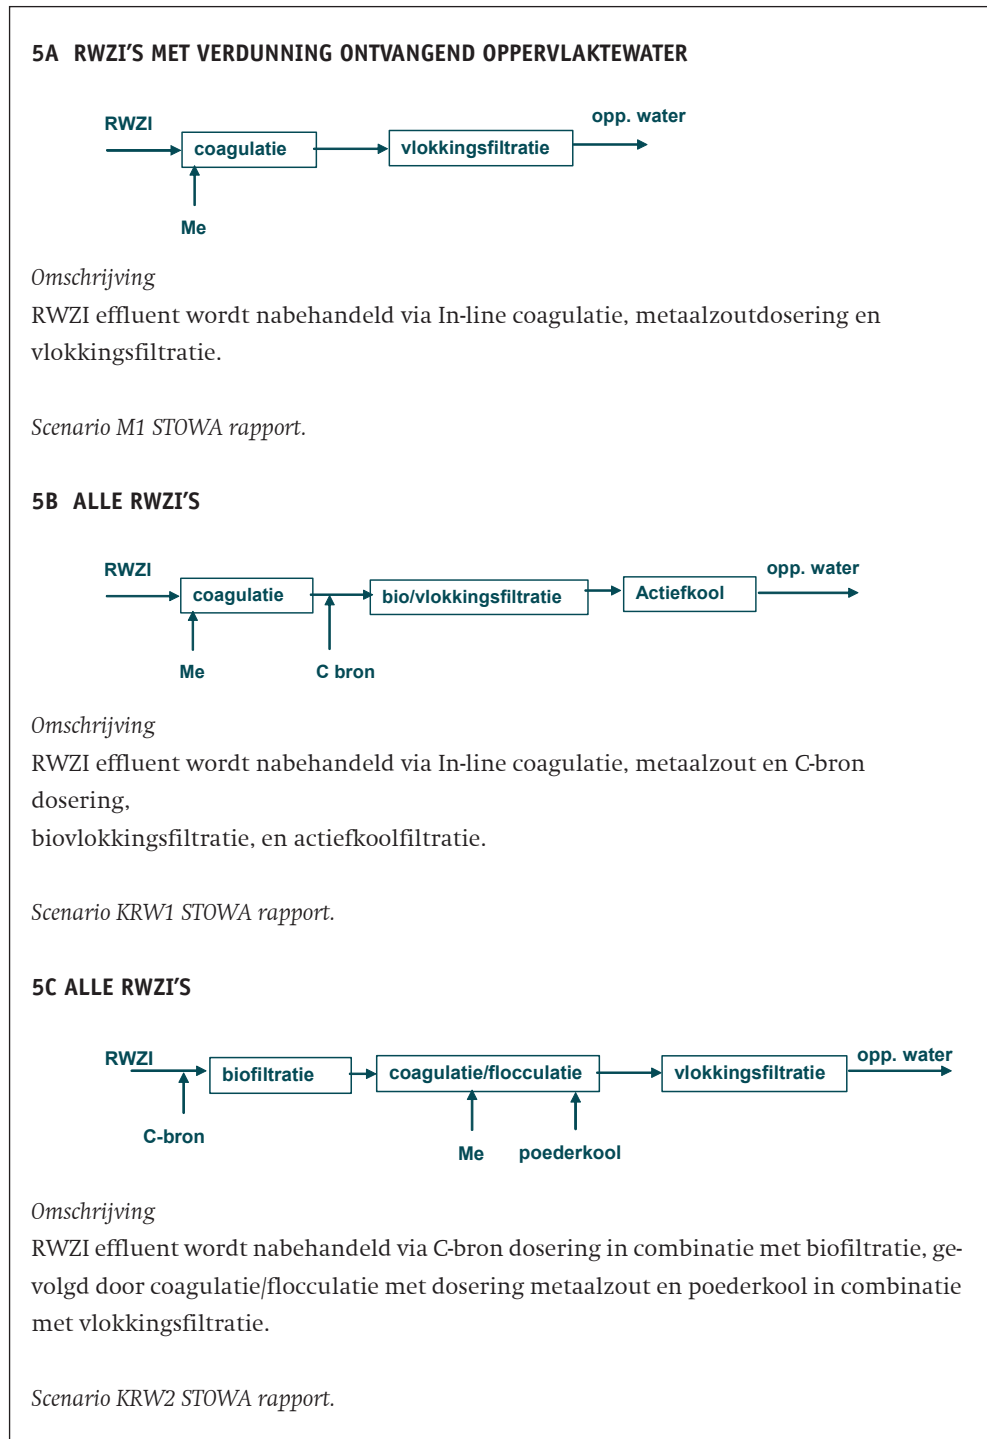 5A RWZI'S MET VERDUNNING ONTVANGEND OPPERVLAKTEWATER
RWZI
opp. water
coagulatie
vlokkingsfiltratie
Me
Omschrijving
RWZI effluent wordt nabehandeld via In-line coagulatie, metaalzoutdosering en
vlokkingsfiltratie.
Scenario M1 STOWA rapport.
5B ALLE RWZI'S
RWZI
opp. water
coagulatie
bio/vlokkingsfiltratie
Actiefkool
Me
C bron
Omschrijving
RWZI effluent wordt nabehandeld via In-line coagulatie, metaalzout en C-bron
dosering,
biovlokkingsfiltratie, en actiefkoolfiltratie.
Scenario KRW1 STOWA rapport.
5C ALLE RWZI'S
RWZI
opp. water
biofiltratie
coagulatie/flocculatie
vlokkingsfiltratie
C-bron
Me
poederkool
Omschrijving
RWZI effluent wordt nabehandeld via C-bron dosering in combinatie met biofiltratie, ge-
volgd door coagulatie/flocculatie met dosering metaalzout en poederkool in combinatie
met vlokkingsfiltratie.
Scenario KRW2 STOWA rapport.